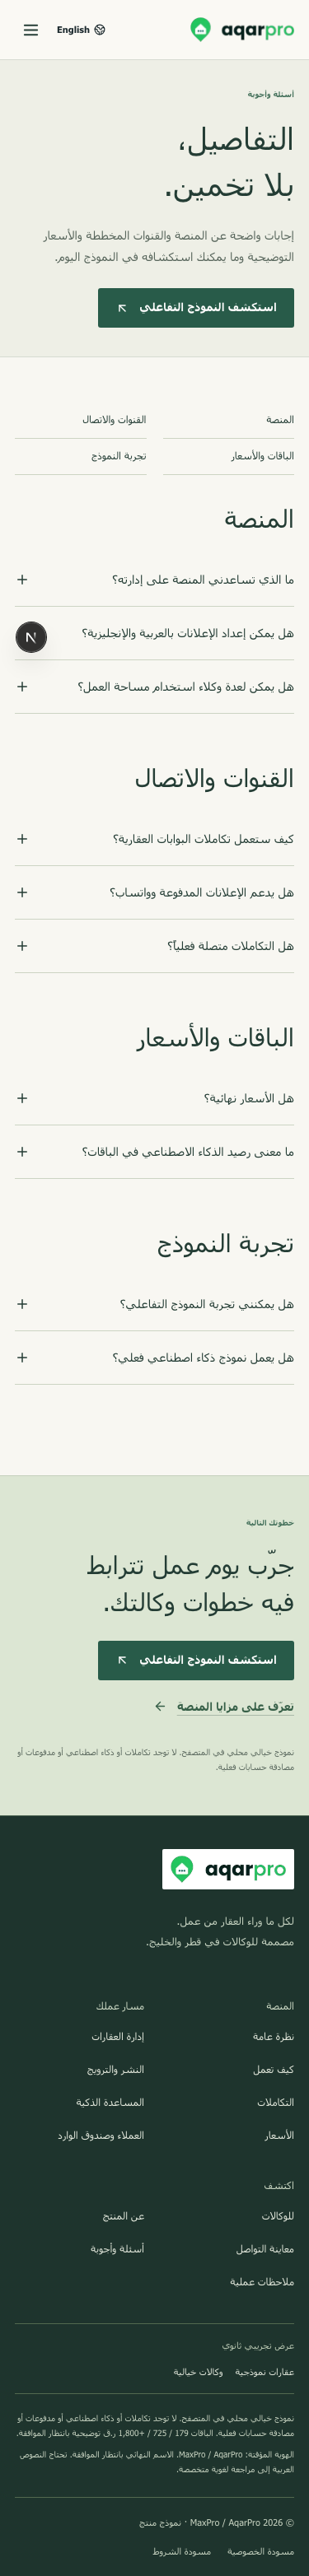 aqarpro
English
أسئلة وأجوبة
التفاصيل،
بلا تخمين.
إجابات واضحة عن المنصة والقنوات المخططة والأسعار
التوضيحية وما يمكنك استكشافه في النموذج اليوم.
استكشف النموذج التفاعلي
المنصة
القنوات والاتصال
الباقات والأسعار
تجربة النموذج
المنصة
ما الذي تساعدني المنصة على إدارته؟
هل يمكن إعداد الإعلانات بالعربية والإنجليزية؟
N
هل يمكن لعدة وكلاء استخدام مساحة العمل؟
القنوات والاتصال
كيف ستعمل تكاملات البوابات العقارية؟
هل يدعم الإعلانات المدفوعة وواتساب؟
هل التكاملات متصلة فعلياً؟
الباقات والأسعار
هل الأسعار نهائية؟
ما معنى رصيد الذكاء الاصطناعي في الباقات؟
تجربة النموذج
هل يمكنني تجربة النموذج التفاعلي؟
هل يعمل نموذج ذكاء اصطناعي فعلي؟
خطوتك التالية
جرّب يوم عمل تترابط
فيه خطوات وكالتك.
استكشف النموذج التفاعلي
تعرّف على مزايا المنصة
نموذج خيالي محلي في المتصفح. لا توجد تكاملات أو ذكاء اصطناعي أو مدفوعات أو
مصادقة حسابات فعلية.
aqarpro
لكل ما وراء العقار من عمل.
مصممة للوكالات في قطر والخليج.
المنصة
مسار عملك
نظرة عامة
إدارة العقارات
كيف تعمل
النشر والترويج
التكاملات
المساعدة الذكية
الأسعار
العملاء وصندوق الوارد
اكتشف
للوكالات
عن المنتج
معاينة التواصل
أسئلة وأجوبة
ملاحظات عملية
عرض تجريبي ثانوي
عقارات نموذجية
وكالات خيالية
نموذج خيالي محلي في المتصفح. لا توجد تكاملات أو ذكاء اصطناعي أو مدفوعات أو
مصادقة حسابات فعلية. الباقات 179 / 725 / +1,800 ر.ق توضيحية بانتظار الموافقة.
الهوية المؤقتة: MaxPro / AqarPro. الاسم النهائي بانتظار الموافقة. تحتاج النصوص
العربية إلى مراجعة لغوية متخصصة.
© 2026 MaxPro / AqarPro · نموذج منتج
مسودة الخصوصية
مسودة الشروط